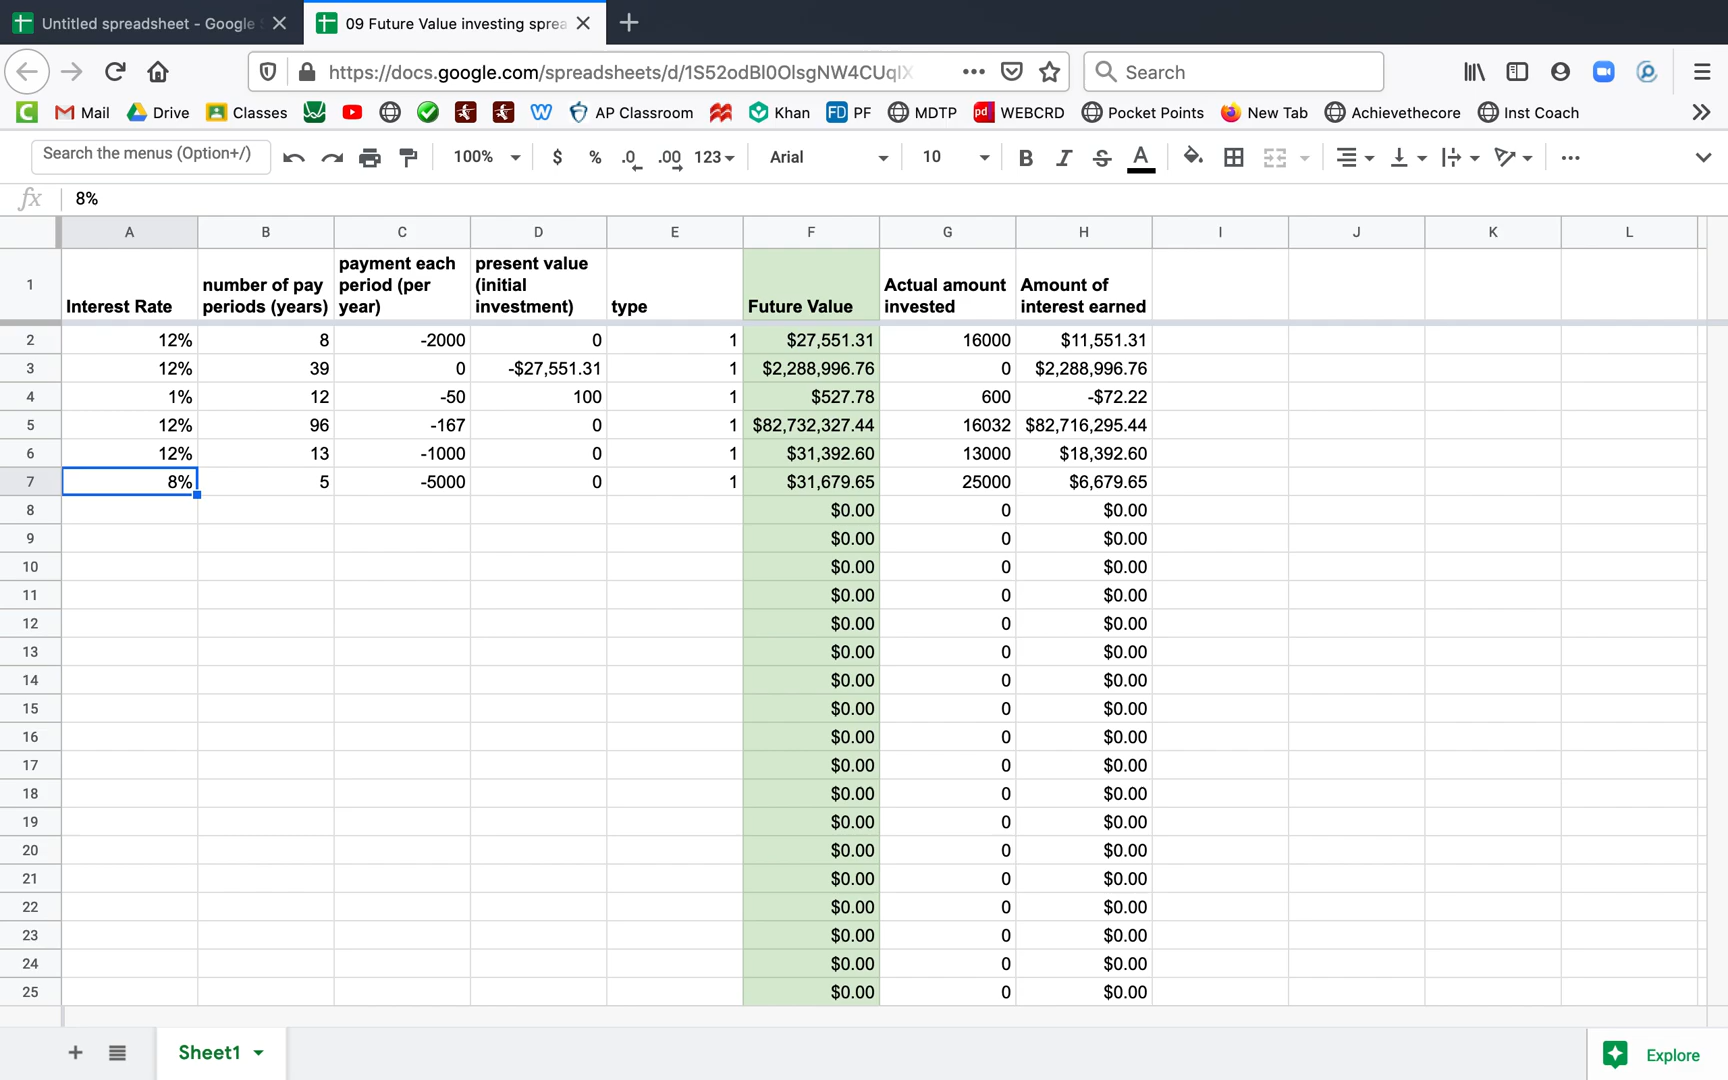 Untitled spreadsheet - Google S
09 Future Value investing sprea
https://docs.google.com/spreadsheets/d/1S52odBl0OlsgNW4CUqlX
Search
Mail Drive Classes AP Classroom Khan FD PF MDTP pd WEBCRD Pocket Points New Tab Achievethecore Inst Coach
Search the menus (Option+/) 100% $ % .0 .00 123 Arial 10 B I S A
fx 8%
A B C D E F G H I J K L
1 Interest Rate
number of pay periods (years)
payment each period (per year)
present value (initial investment)
type
Future Value
Actual amount invested
Amount of interest earned
2 12% 8 -2000 0 1 $27,551.31 16000 $11,551.31
3 12% 39 0 -$27,551.31 1 $2,288,996.76 0 $2,288,996.76
4 1% 12 -50 100 1 $527.78 600 -$72.22
5 12% 96 -167 0 1 $82,732,327.44 16032 $82,716,295.44
6 12% 13 -1000 0 1 $31,392.60 13000 $18,392.60
7 8% 5 -5000 0 1 $31,679.65 25000 $6,679.65
8 $0.00 0 $0.00
9 $0.00 0 $0.00
10 $0.00 0 $0.00
11 $0.00 0 $0.00
12 $0.00 0 $0.00
13 $0.00 0 $0.00
14 $0.00 0 $0.00
15 $0.00 0 $0.00
16 $0.00 0 $0.00
17 $0.00 0 $0.00
18 $0.00 0 $0.00
19 $0.00 0 $0.00
20 $0.00 0 $0.00
21 $0.00 0 $0.00
22 $0.00 0 $0.00
23 $0.00 0 $0.00
24 $0.00 0 $0.00
25 $0.00 0 $0.00
Sheet1
Explore